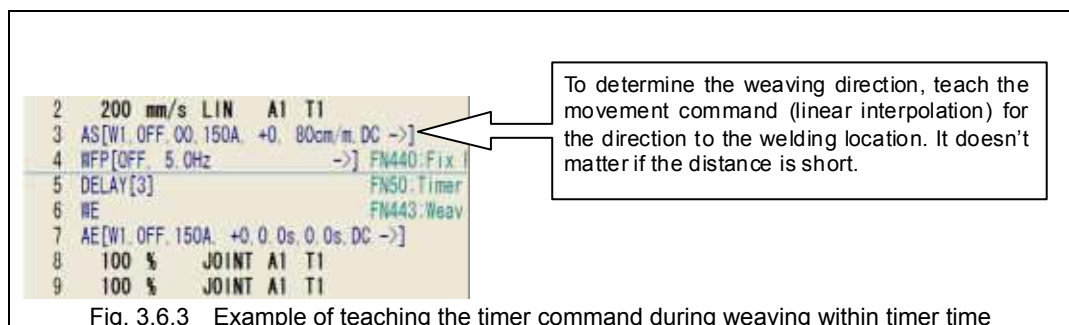 2 200 mm/s LIN A1 T1
3 AS[W1,OFF,00,150A, +0, 80cm/m,DC ->]
4 WFP[OFF, 5.0Hz ->] FN440:Fix
5 DELAY[3] FN50:Timer
6 WE FN443:Weav
7 AE[W1,OFF,150A, +0,0.0s,0.0s,DC ->]
8 100 % JOINT A1 T1
9 100 % JOINT A1 T1
To determine the weaving direction, teach the
movement command (linear interpolation) for
the direction to the welding location. It doesn't
matter if the distance is short.
Fig. 3.6.3 Example of teaching the timer command during weaving within timer time